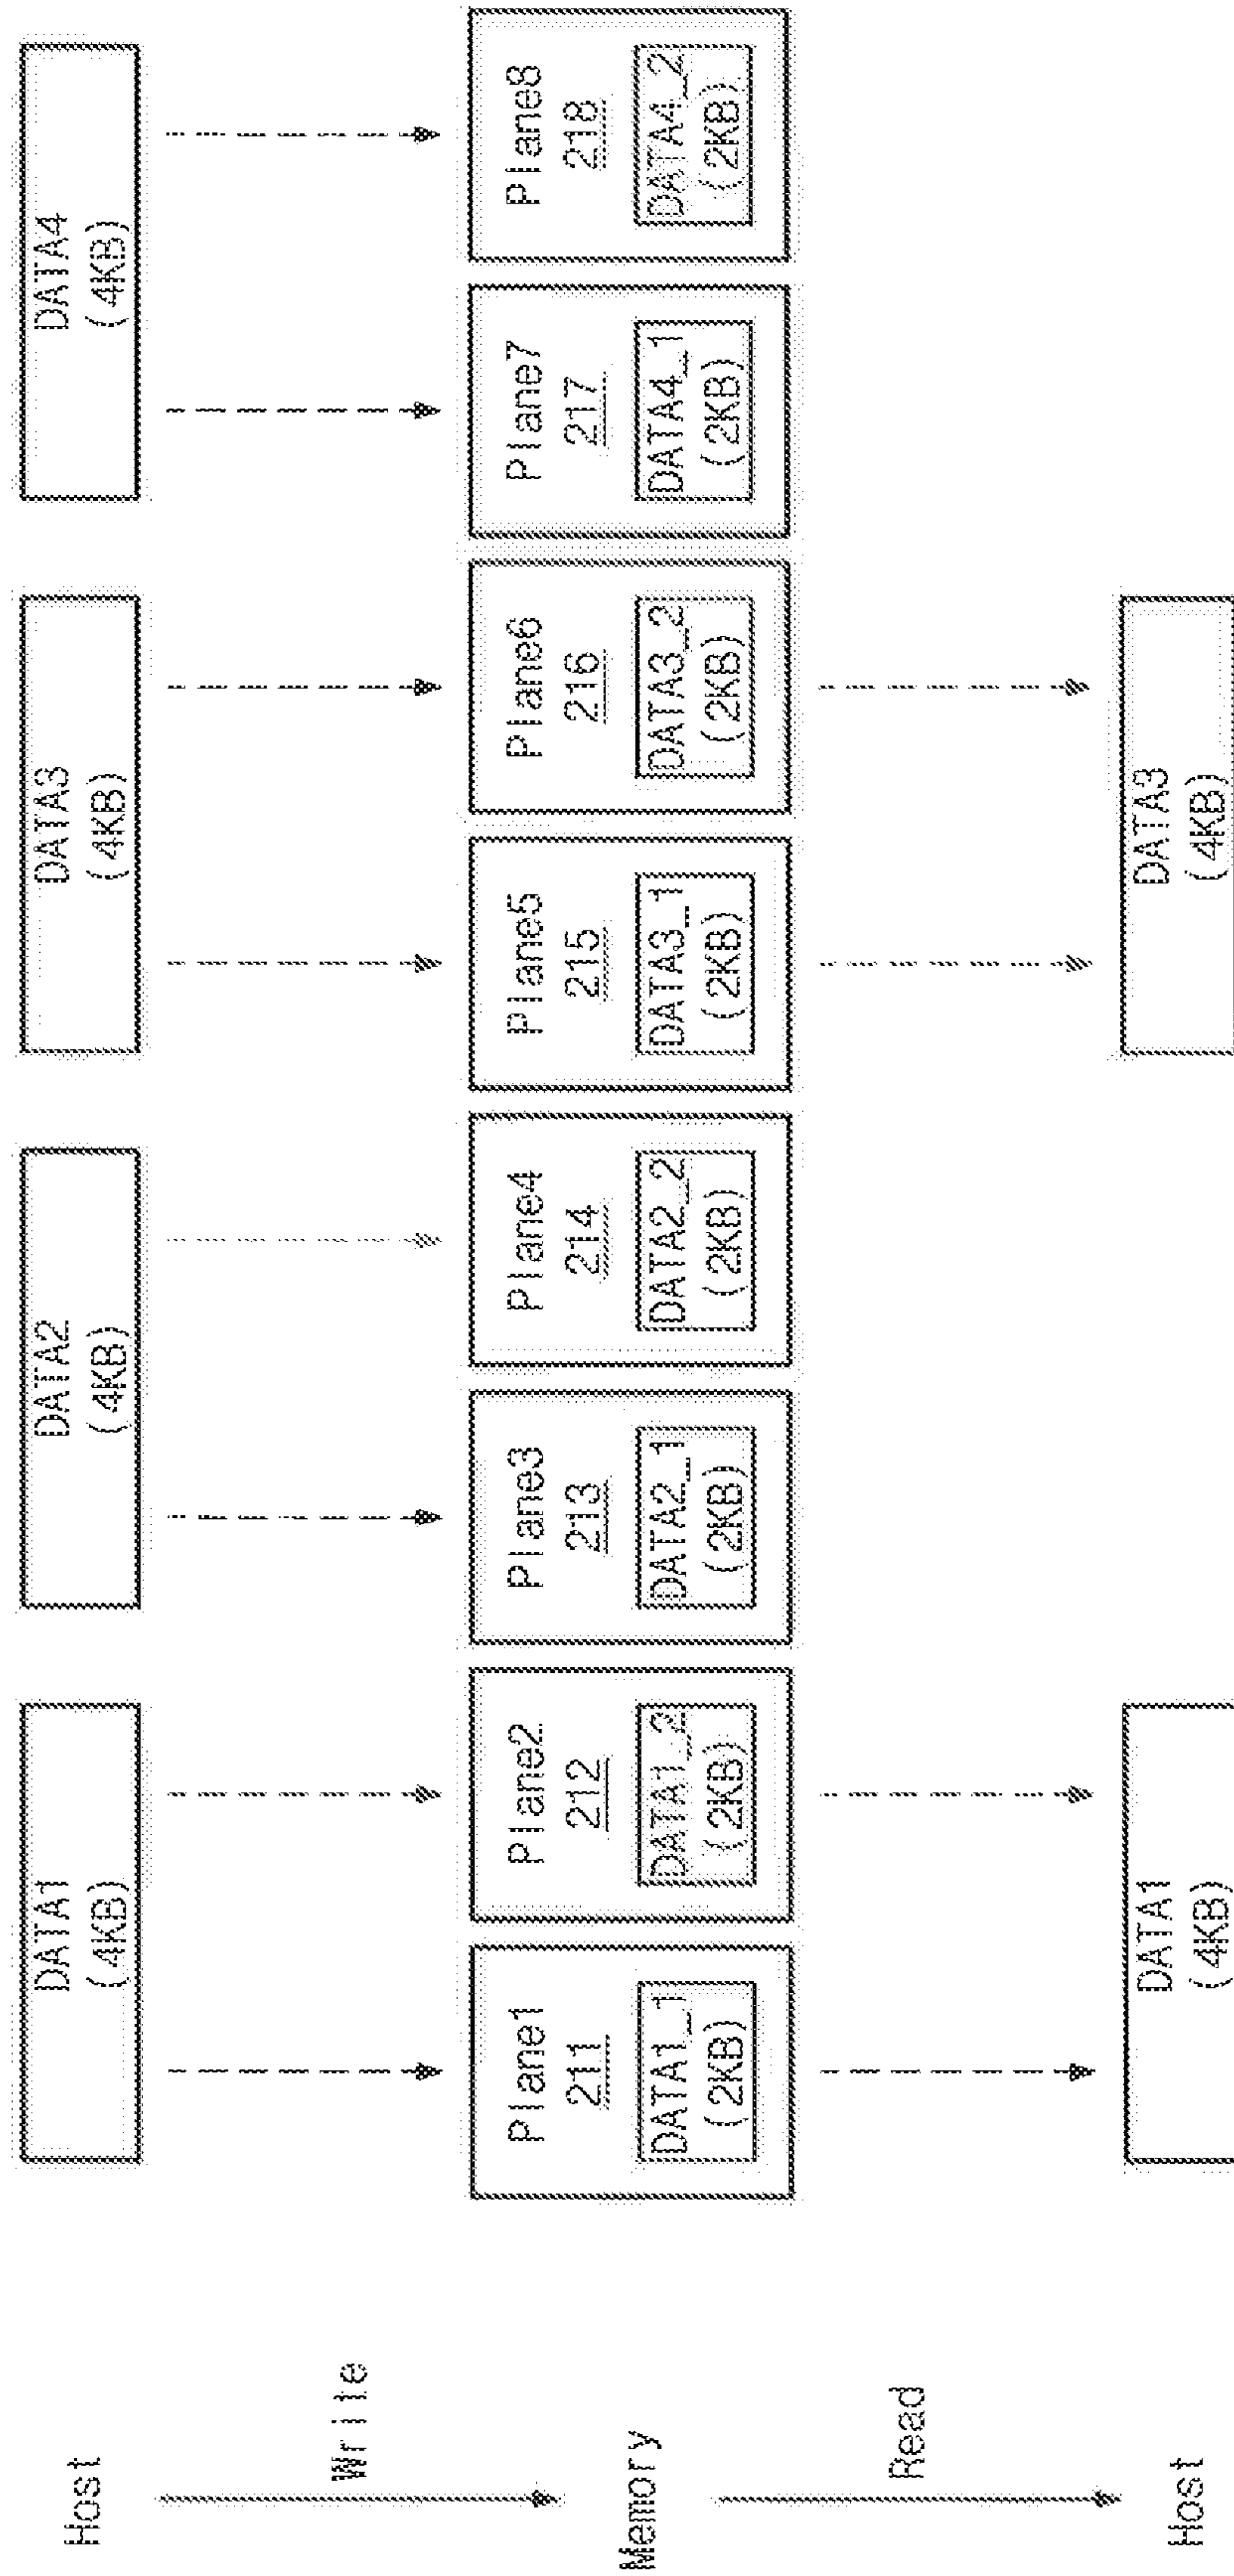 Host
DATA1
(4KB)
DATA2
(4KB)
DATA3
(4KB)
DATA4
(4KB)
Write
Memory
Plane1
211
DATA1_1
(2KB)
Plane2
212
DATA1_2
(2KB)
Plane3
213
DATA2_1
(2KB)
Plane4
214
DATA2_2
(2KB)
Plane5
215
DATA3_1
(2KB)
Plane6
216
DATA3_2
(2KB)
Plane7
217
DATA4_1
(2KB)
Plane8
218
DATA4_2
(2KB)
Read
Host
DATA1
(4KB)
DATA3
(4KB)